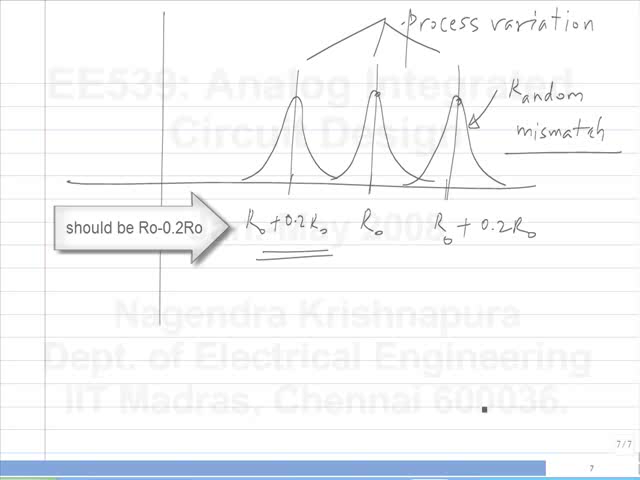 Process variation
EE539: Analog Integrated
Circuit Design
Random
mismatch
should be Ro-0.2Ro
R₀ + 0.2R₀ R₀ R₀ + 0.2R₀
2008
Nagendra Krishnapura
Dept. of Electrical Engineering
IIT Madras, Chennai 600036.
7/7
7